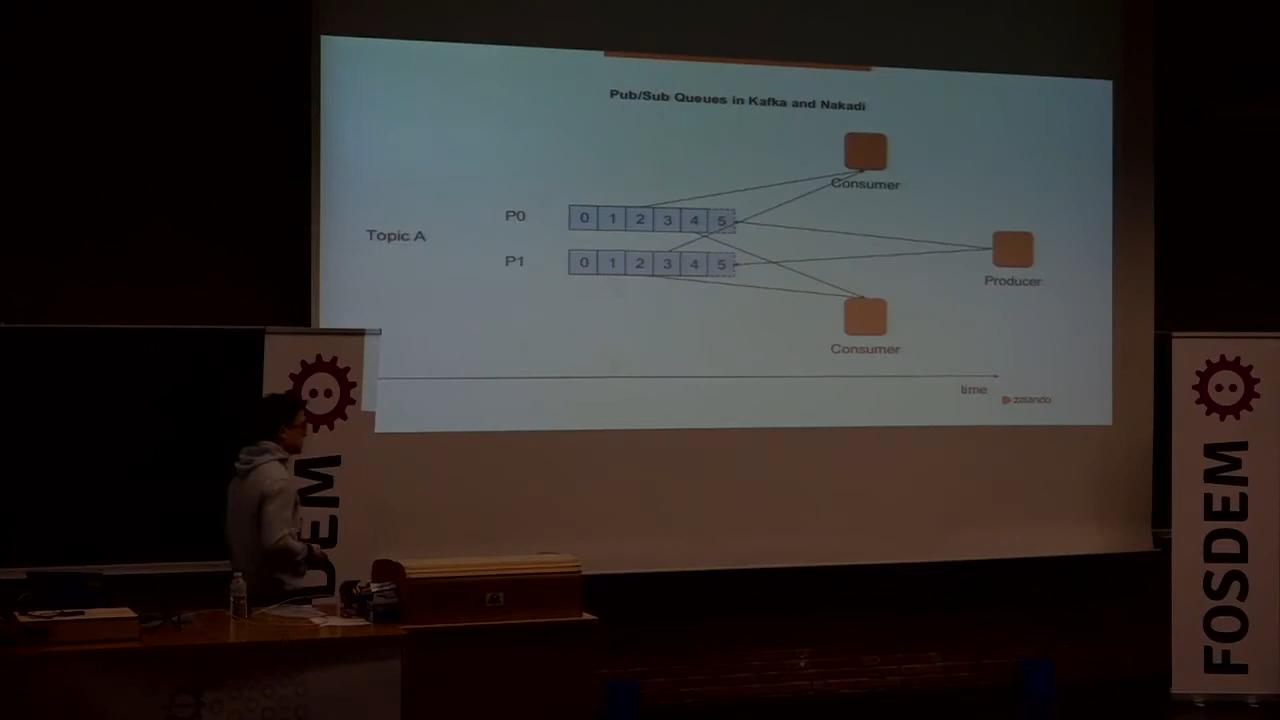 Pub/Sub Queues in Kafka and Nakadi
Consumer
P0 0 1 2 3 4 5
Topic A
P1 0 1 2 3 4 5
Producer
Consumer
time
zalando
DEM
FOSDEM